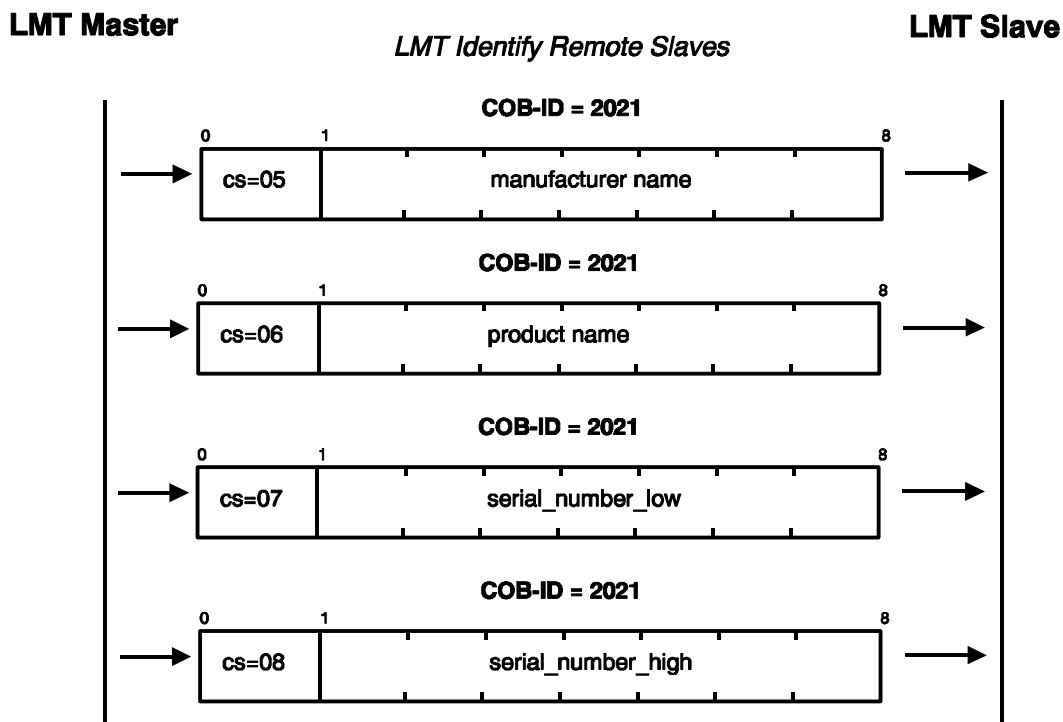 LMT Master
LMT Identify Remote Slaves
LMT Slave
COB-ID = 2021
0 1 8
cs=05 manufacturer name
COB-ID = 2021
0 1 8
cs=06 product name
COB-ID = 2021
0 1 8
cs=07 serial_number_low
COB-ID = 2021
0 1 8
cs=08 serial_number_high